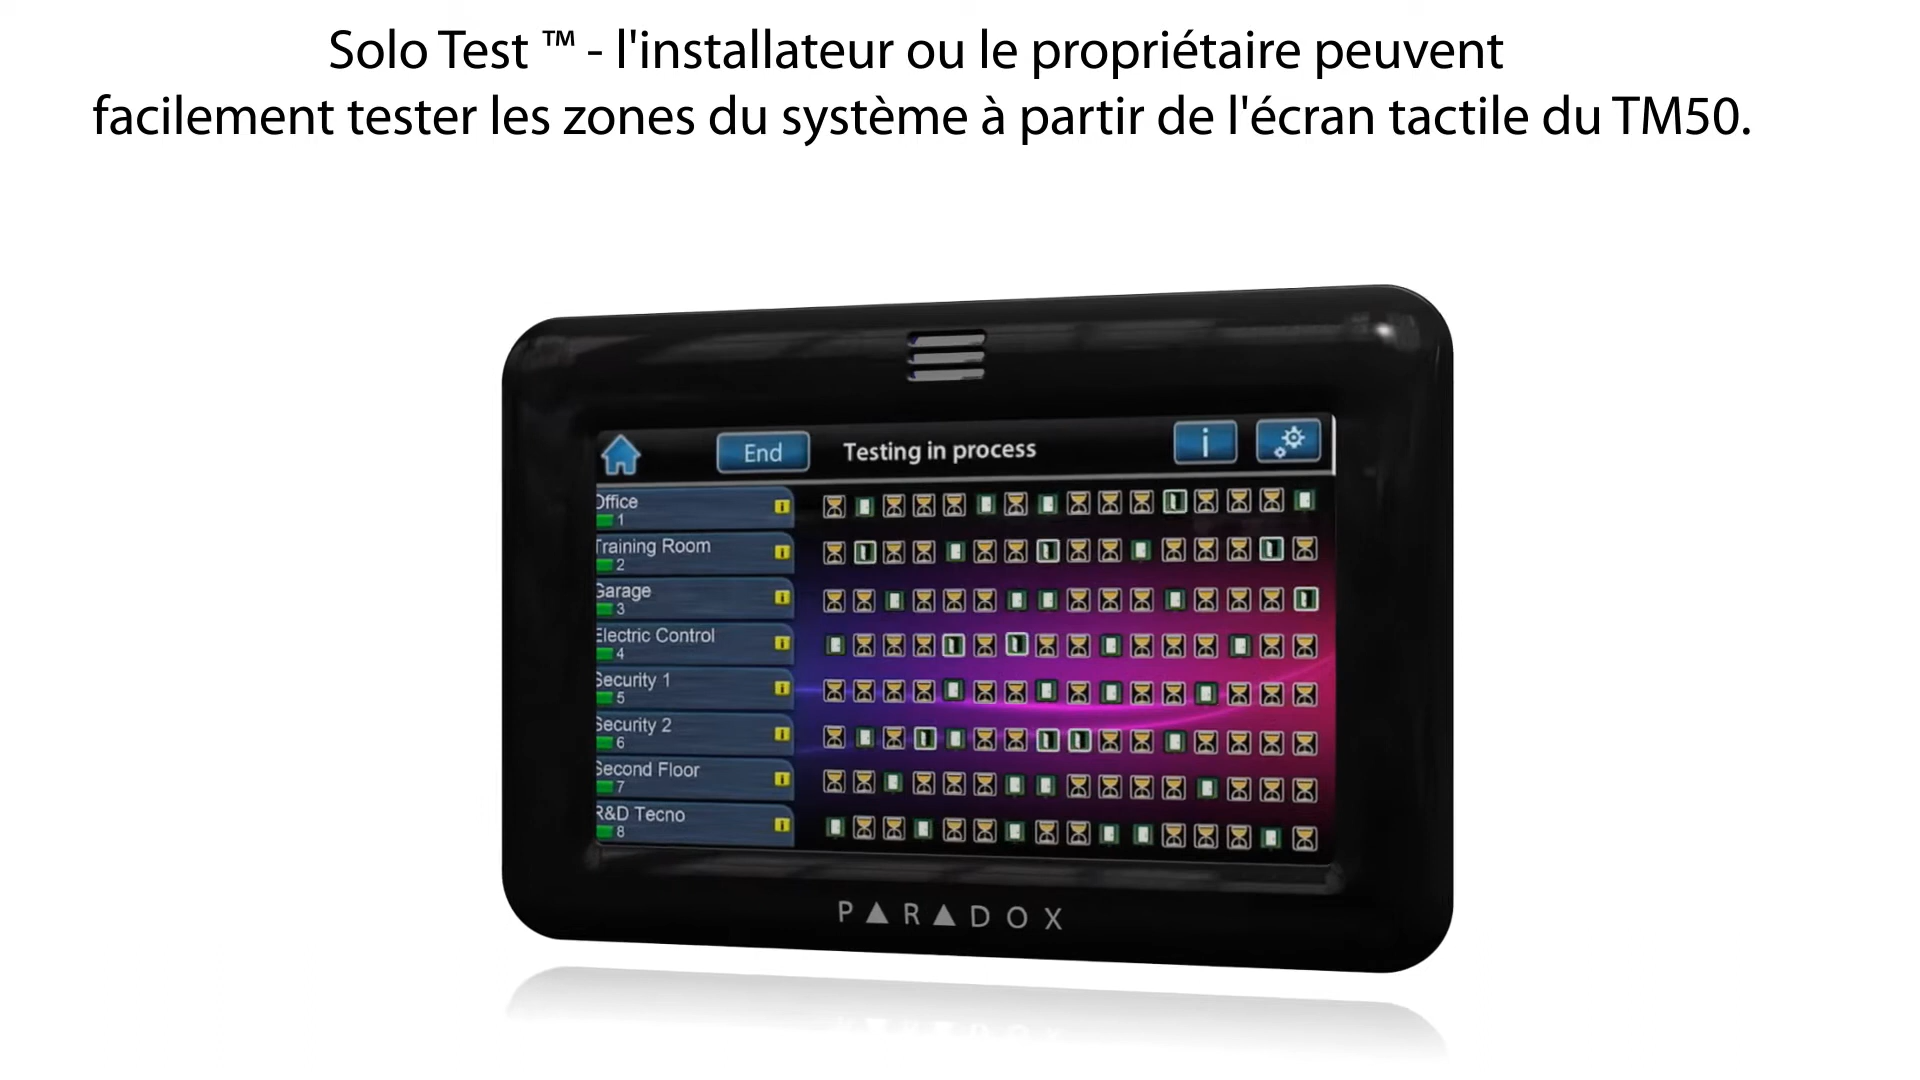 Solo Test ™ - l'installateur ou le propriétaire peuvent
facilement tester les zones du système à partir de l'écran tactile du TM50.
End Testing in process i
Office
1
Training Room
2
Garage
3
Electric Control
4
Security 1
5
Security 2
6
Second Floor
7
R&D Tecno
8
PARADOX